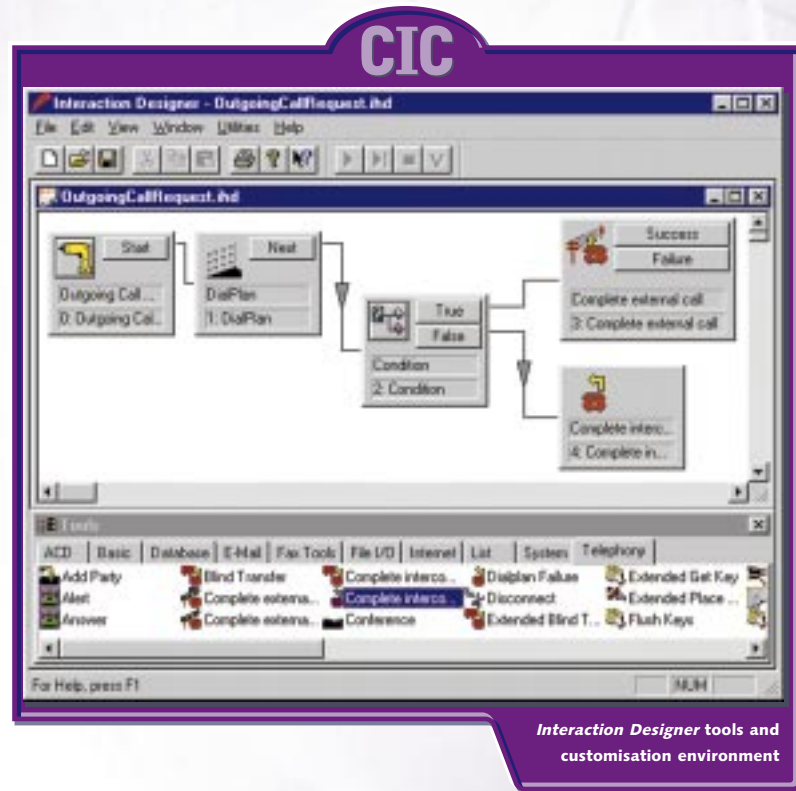 CIC
Interaction Designer - OutgoingCallRequest.ihd
File Edit View Window Utilities Help
OutgoingCallRequest.ihd
Start
Outgoing Call ...
0: Outgoing Cal...
Next
DialPlan
1: DialPlan
True
False
Condition
2: Condition
Success
Failure
Complete external call
3: Complete external call
Complete interc...
4: Complete in...
Tools
ACD Basic Database E-Mail Fax Tools File I/O Internet List System Telephony
Add Party Blind Transfer Complete interco... Dialplan Failure Extended Get Key
Alert Complete externa... Complete interco... Disconnect Extended Place ...
Answer Complete externa... Conference Extended Blind T... Flush Keys
For Help, press F1 NUM
Interaction Designer tools and
customisation environment